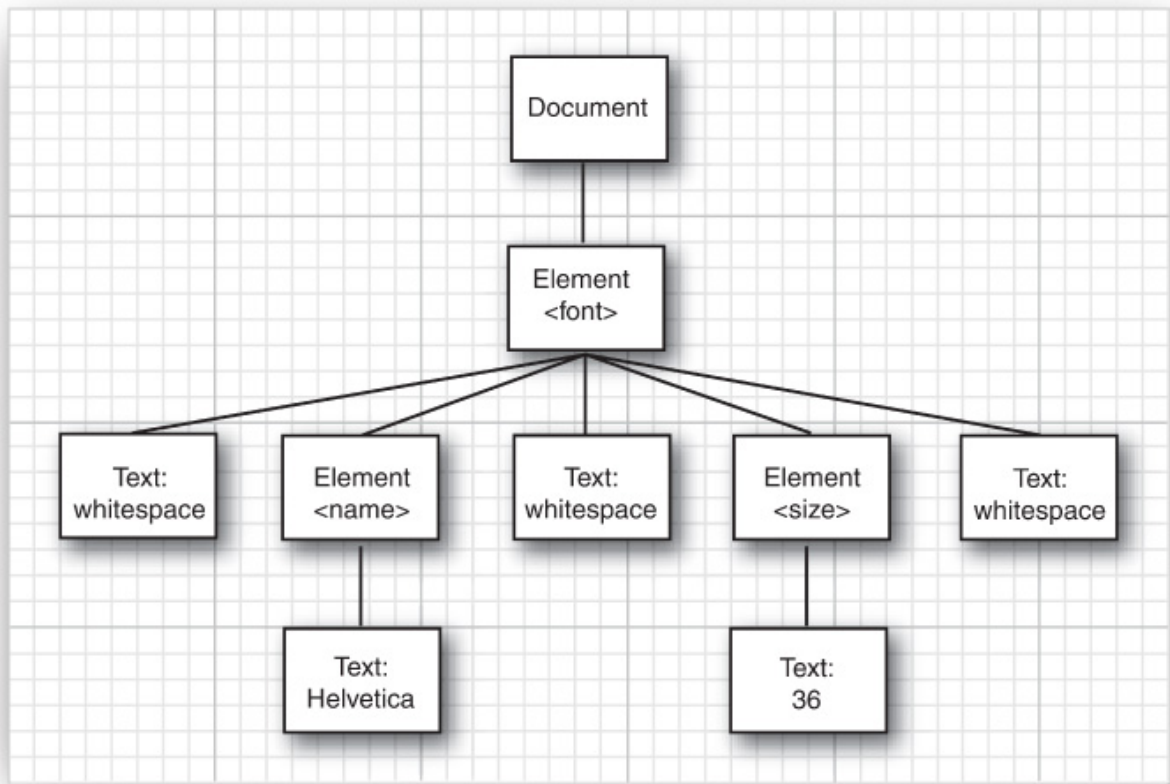 Document
Element
<font>
Text:
whitespace
Element
<name>
Text:
whitespace
Element
<size>
Text:
whitespace
Text:
Helvetica
Text:
36